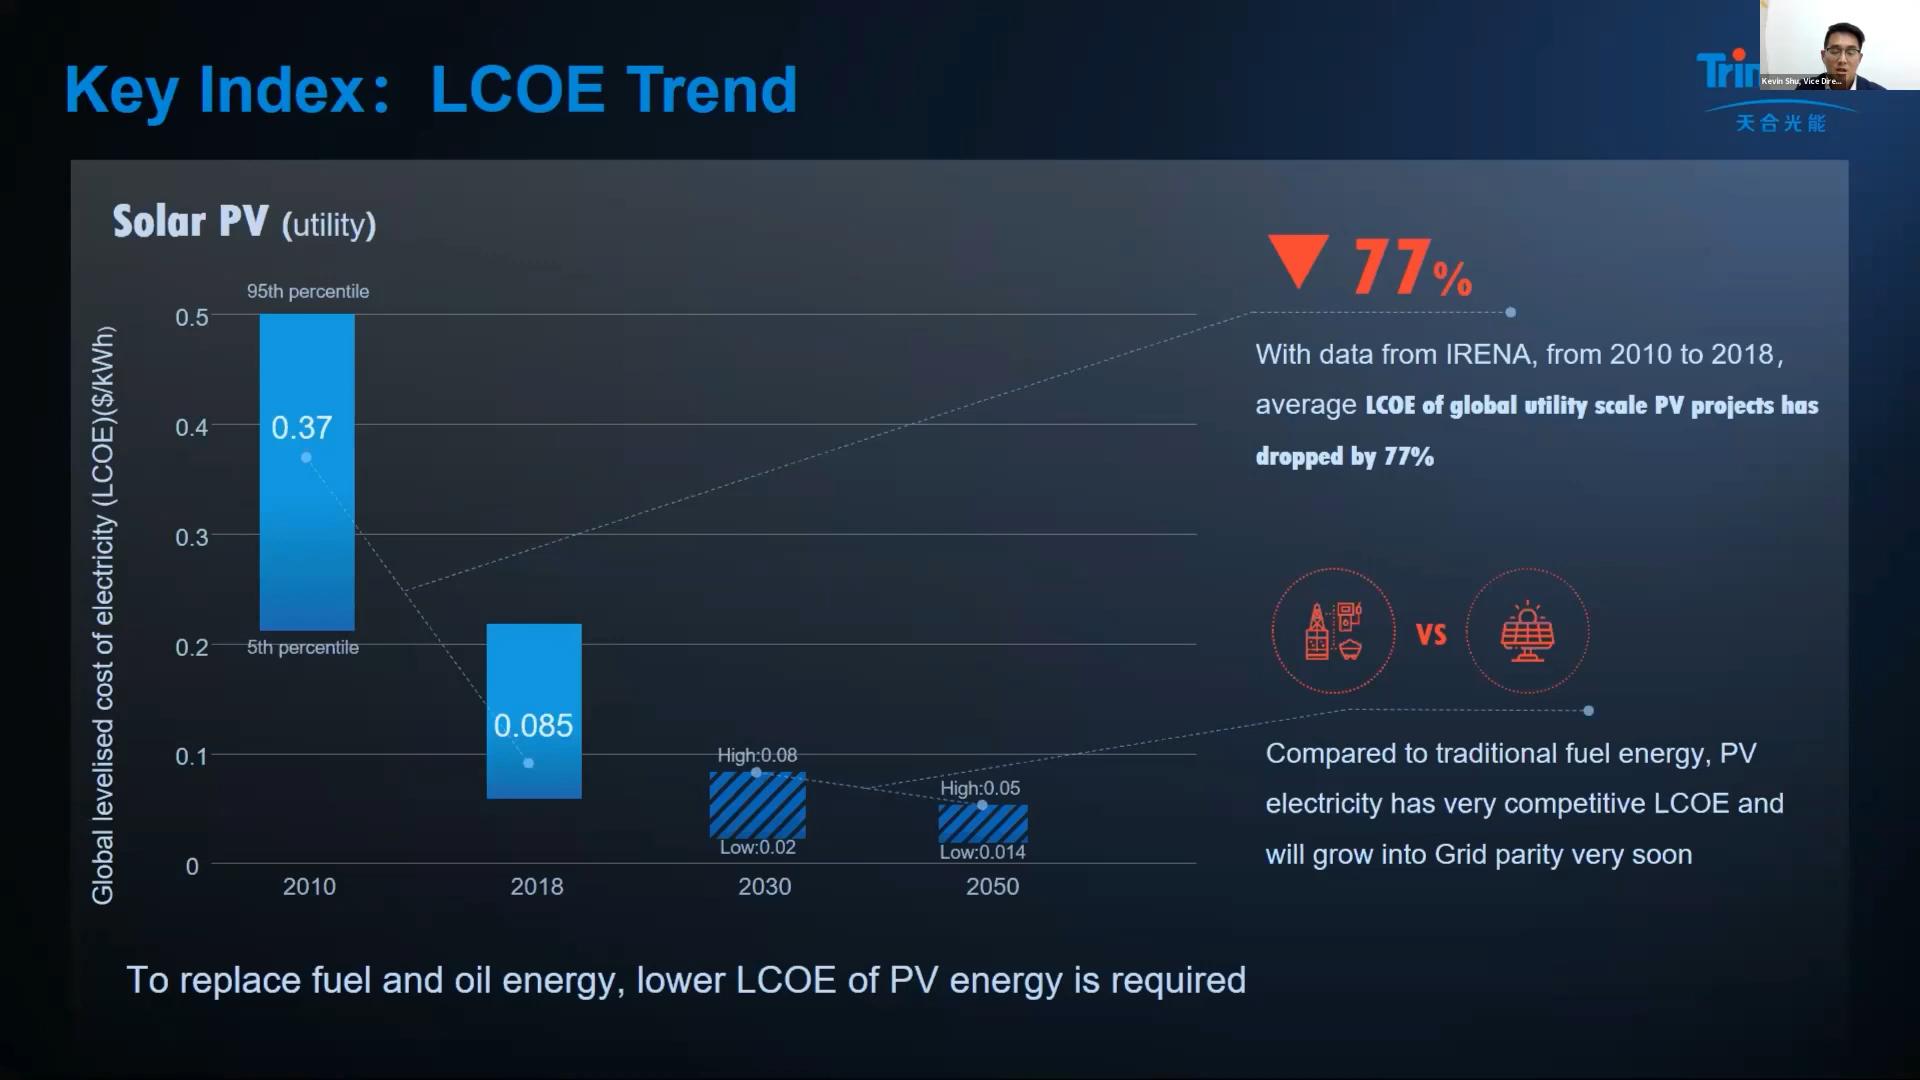 Key Index： LCOE Trend
Kevin Shu, Vice Dire...
天合光能
Solar PV (utility)
Global levelised cost of electricity (LCOE)($/kWh)
95th percentile
0.5
0.4
0.3
0.2
0.1
0
0.37
5th percentile
0.085
High:0.08
Low:0.02
High:0.05
Low:0.014
2010
2018
2030
2050
▼ 77%
With data from IRENA, from 2010 to 2018,
average LCOE of global utility scale PV projects has
dropped by 77%
VS
Compared to traditional fuel energy, PV
electricity has very competitive LCOE and
will grow into Grid parity very soon
To replace fuel and oil energy, lower LCOE of PV energy is required